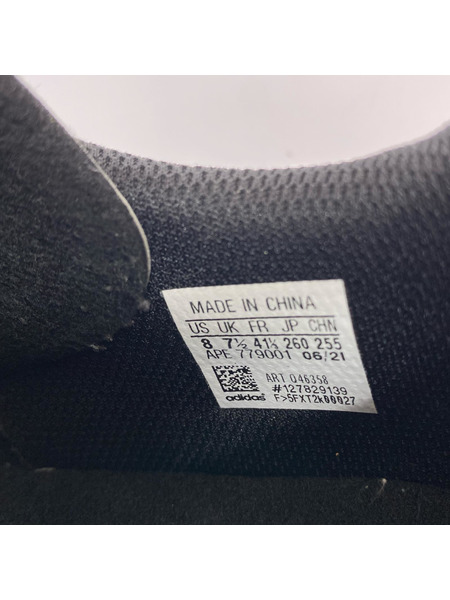 MADE IN CHINA
US UK FR JP CHN
8 7½ 41⅓ 260 255
APE 779001 06/21
ART 046358
#127829139
adidas F>5FXT2k00027